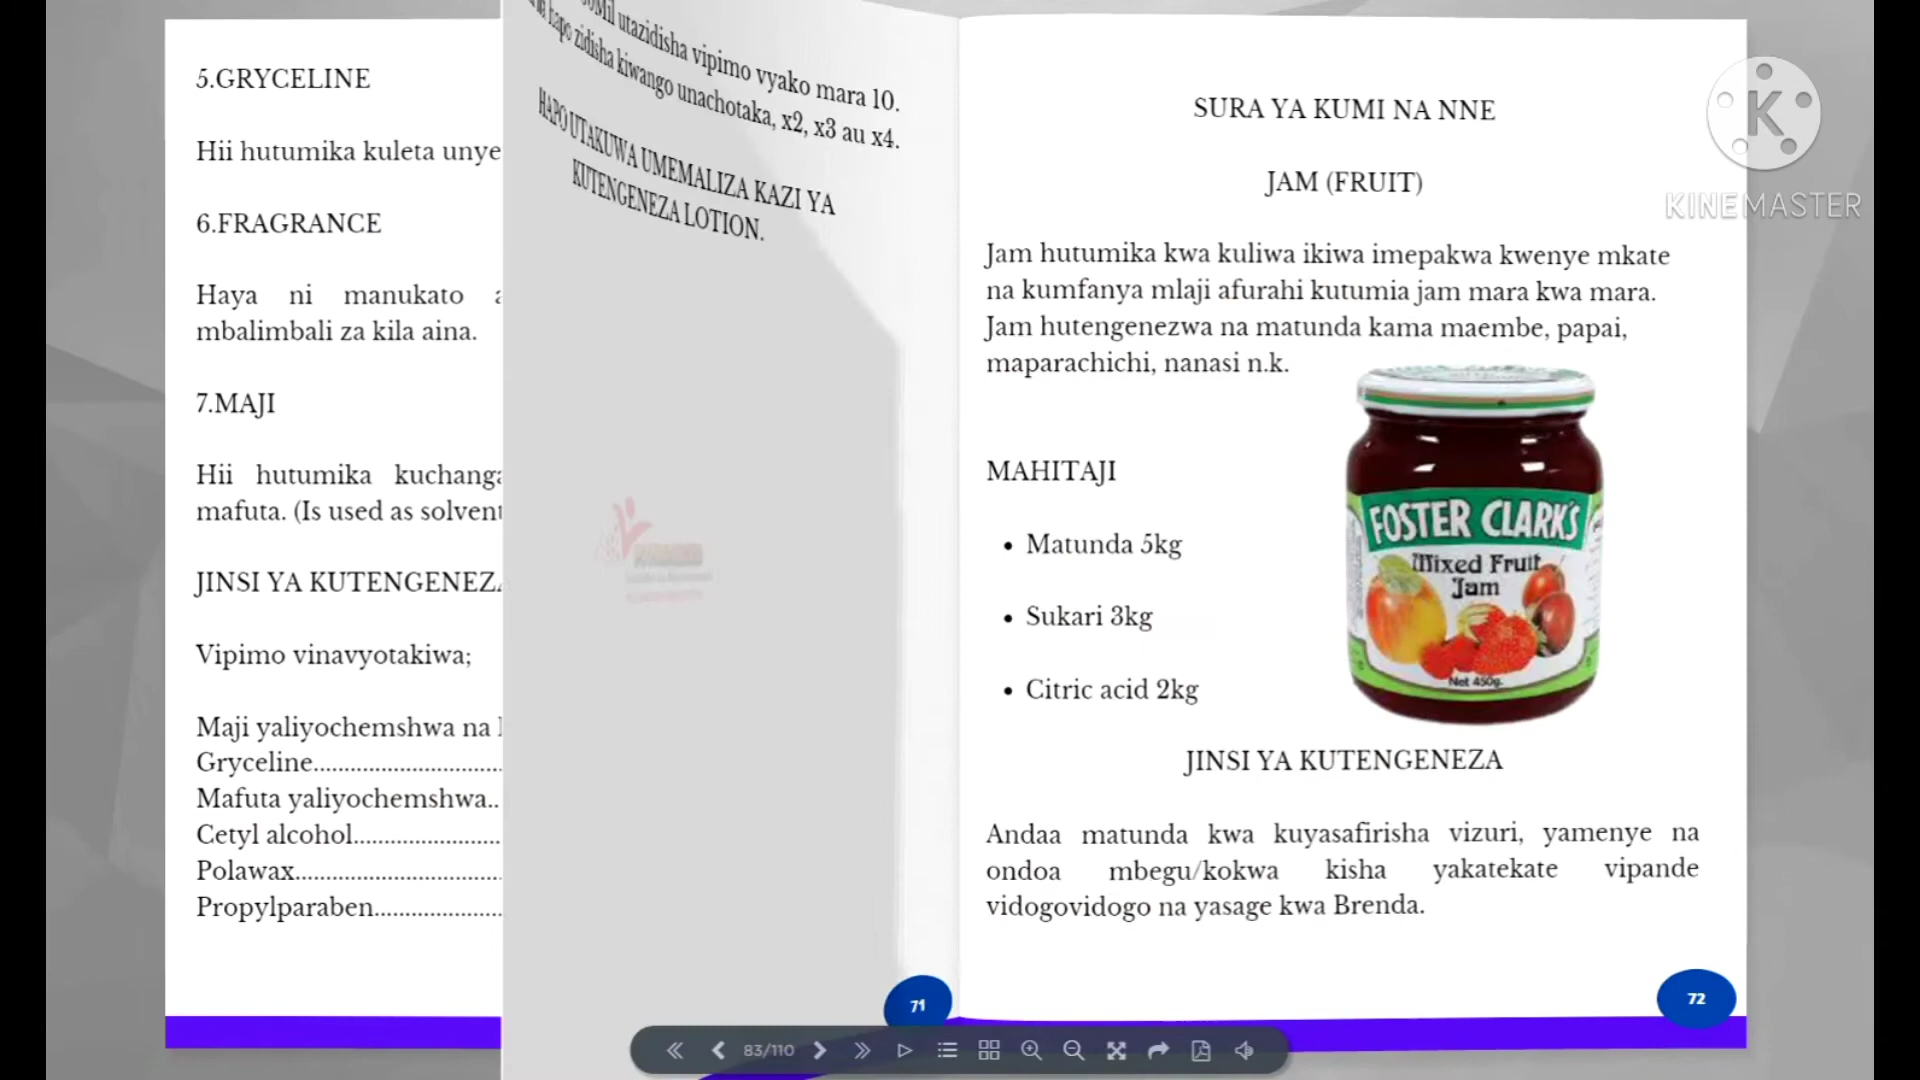 5.GRYCELINE
Hii hutumika kuleta unye
6.FRAGRANCE
Haya ni manukato
mbalimbali za kila aina.
7.MAJI
Hii hutumika kuchanga
mafuta. (Is used as solvent
JINSI YA KUTENGENEZA
Vipimo vinavyotakiwa;
Maji yaliyochemshwa na
Gryceline..............................
Mafuta yaliyochemshwa..
Cetyl alcohol........................
Polawax................................
Propylparaben....................
utazidisha vipimo vyako mara 10.
hapo zidisha kiwango unachotaka, x2, x3 au x4.
HAPO UTAKUWA UMEMALIZA KAZI YA
KUTENGENEZA LOTION.
71
SURA YA KUMI NA NNE
JAM (FRUIT)
Jam hutumika kwa kuliwa ikiwa imepakwa kwenye mkate
na kumfanya mlaji afurahi kutumia jam mara kwa mara.
Jam hutengenezwa na matunda kama maembe, papai,
maparachichi, nanasi n.k.
MAHITAJI
• Matunda 5kg
• Sukari 3kg
• Citric acid 2kg
FOSTER CLARK'S
Mixed Fruit
Jam
Net 450g.
JINSI YA KUTENGENEZA
Andaa matunda kwa kuyasafirisha vizuri, yamenye na
ondoa mbegu/kokwa kisha yakatekate vipande
vidogovidogo na yasage kwa Brenda.
72
83/110
K
KINEMASTER